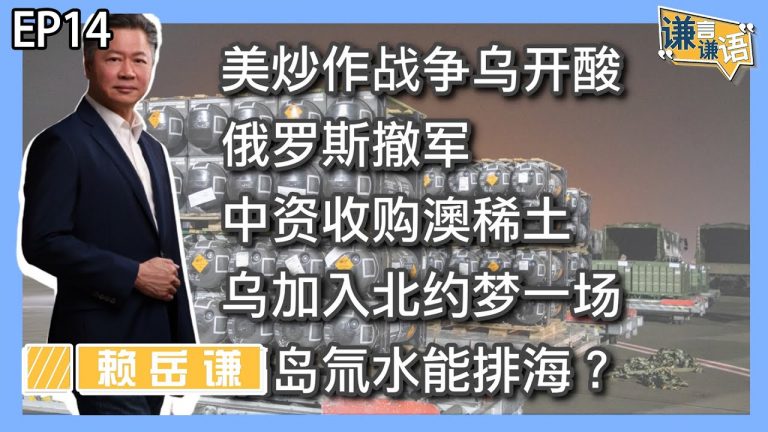 EP14
谦言谦语
美炒作战争乌开酸
俄罗斯撤军
中资收购澳稀土
乌加入北约梦一场
岛氚水能排海？
赖岳谦